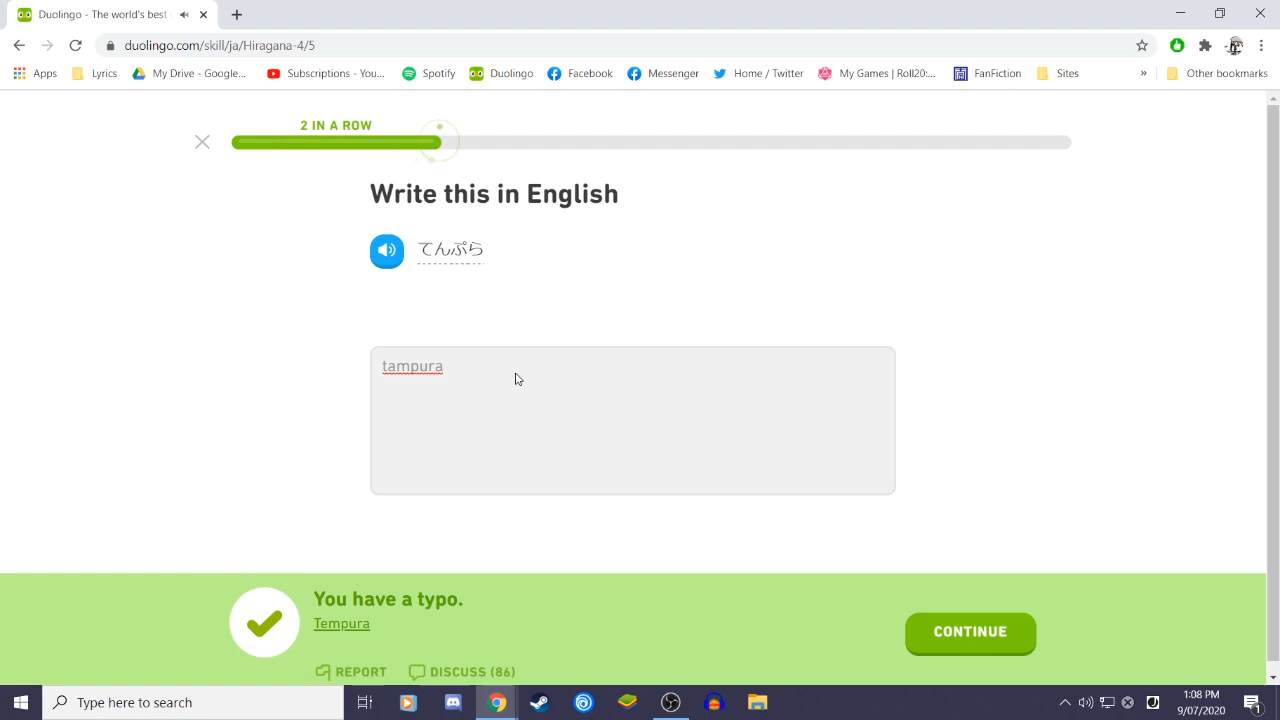 Duolingo - The world's best
duolingo.com/skill/ja/Hiragana-4/5
Apps Lyrics My Drive - Google... Subscriptions - You... Spotify Duolingo Facebook Messenger Home / Twitter My Games | Roll20:... FanFiction Sites » Other bookmarks
2 IN A ROW
Write this in English
てんぷら
tampura
You have a typo.
Tempura
CONTINUE
REPORT DISCUSS (86)
Type here to search
1:08 PM
9/07/2020
1